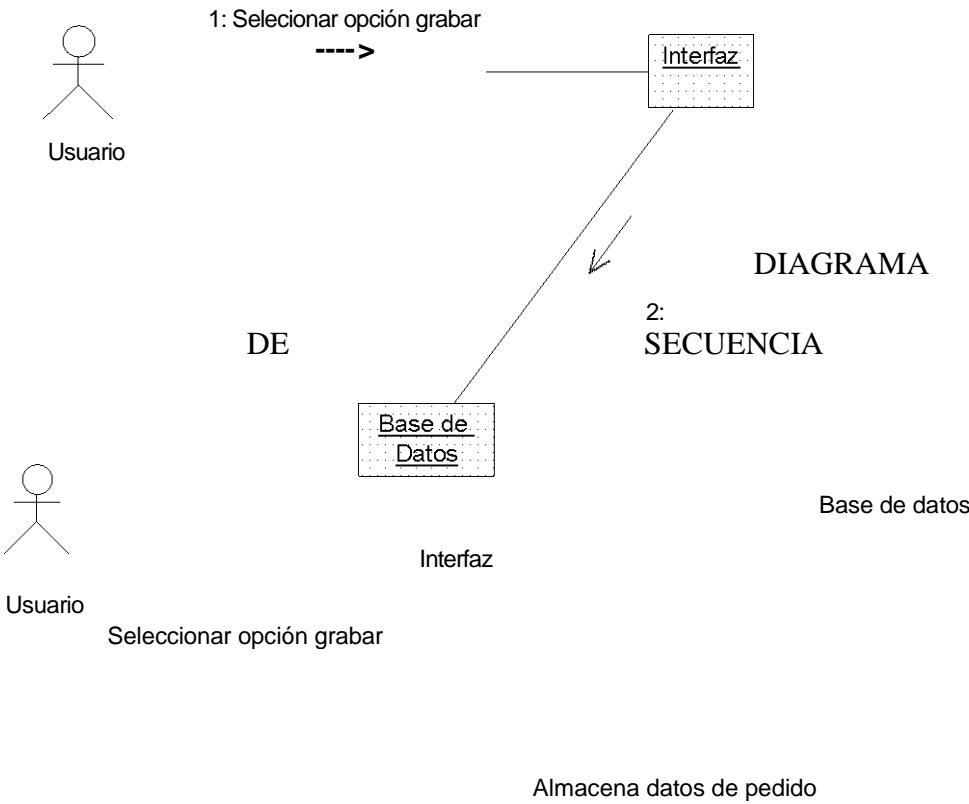 1: Selecionar opción grabar
---->
Interfaz
Usuario
DIAGRAMA
2:
DE SECUENCIA
Base de
Datos
Base de datos
Interfaz
Usuario
Seleccionar opción grabar
Almacena datos de pedido